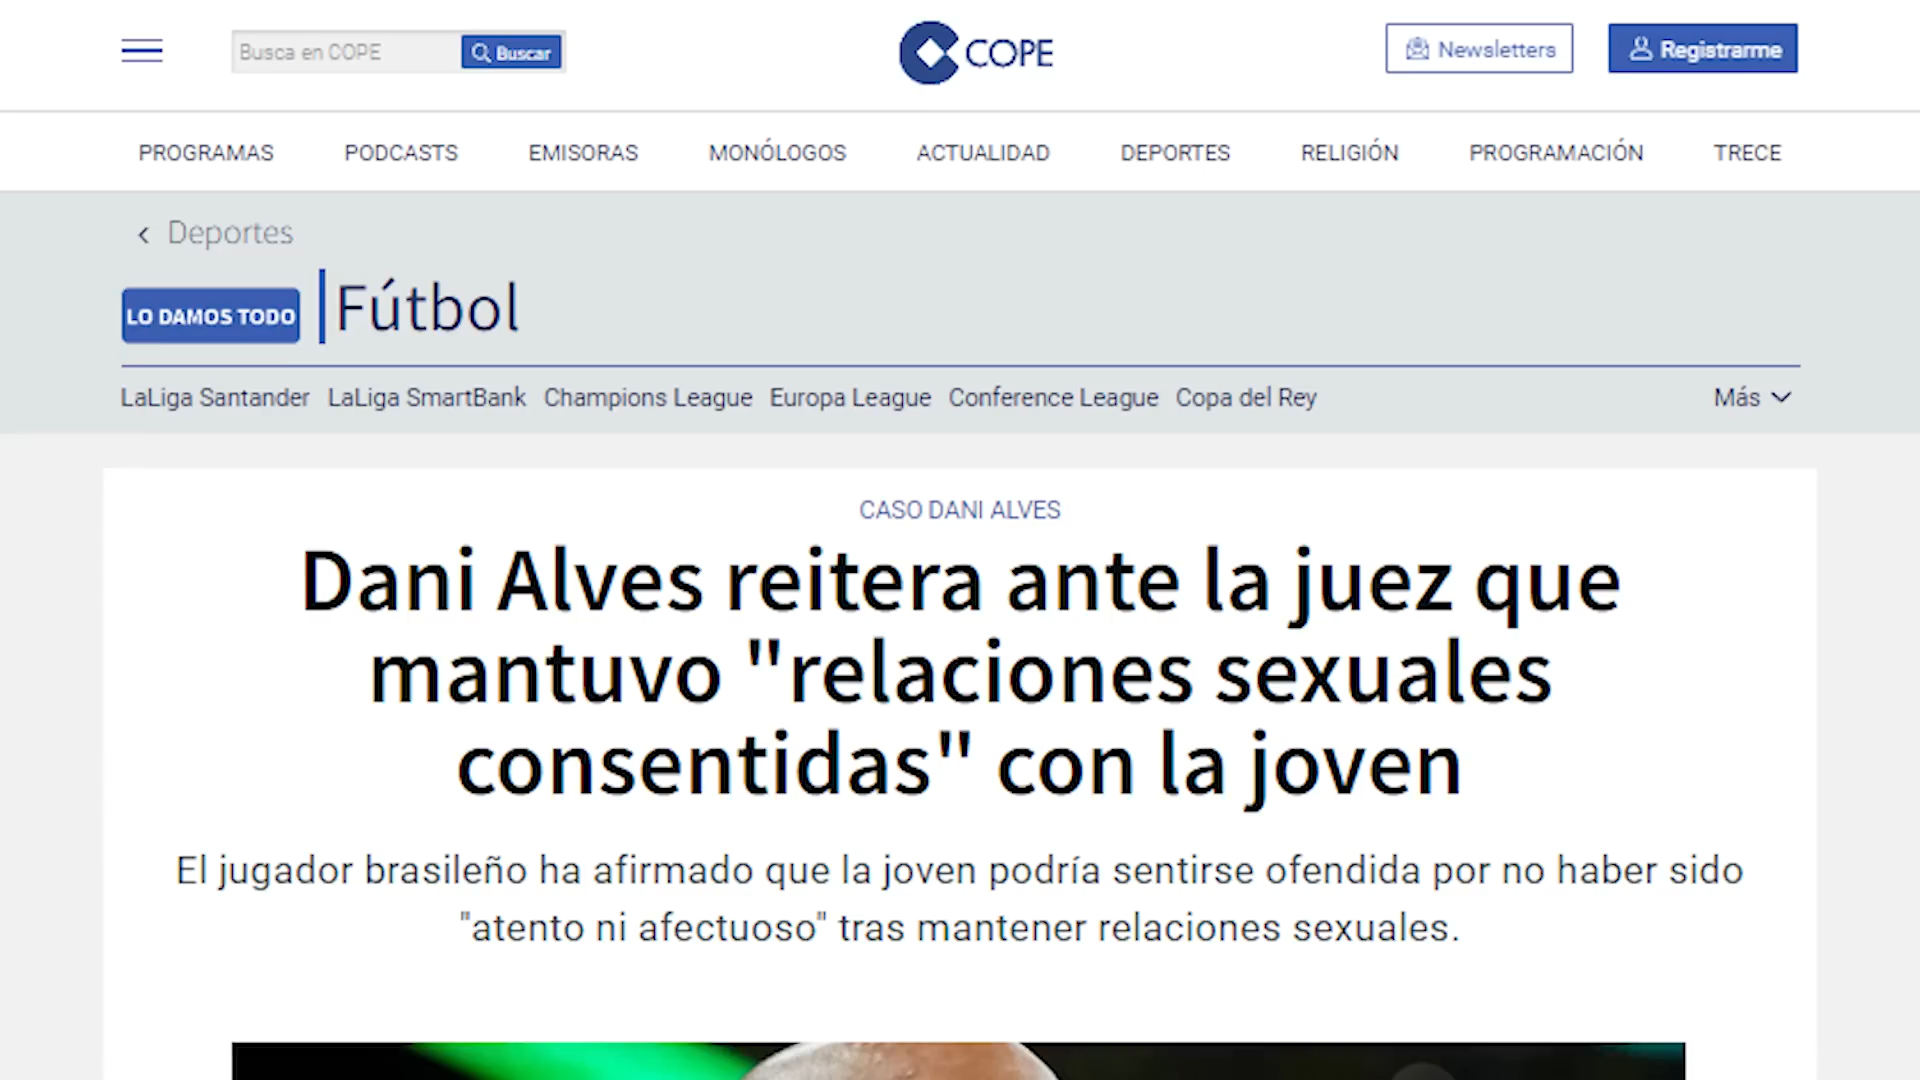 Busca en COPE
Buscar
COPE
Newsletters
Registrarme
PROGRAMAS PODCASTS EMISORAS MONÓLOGOS ACTUALIDAD DEPORTES RELIGIÓN PROGRAMACIÓN TRECE
Deportes
LO DAMOS TODO
Fútbol
LaLiga Santander LaLiga SmartBank Champions League Europa League Conference League Copa del Rey Más
CASO DANI ALVES
Dani Alves reitera ante la juez que
mantuvo "relaciones sexuales
consentidas" con la joven
El jugador brasileño ha afirmado que la joven podría sentirse ofendida por no haber sido
"atento ni afectuoso" tras mantener relaciones sexuales.